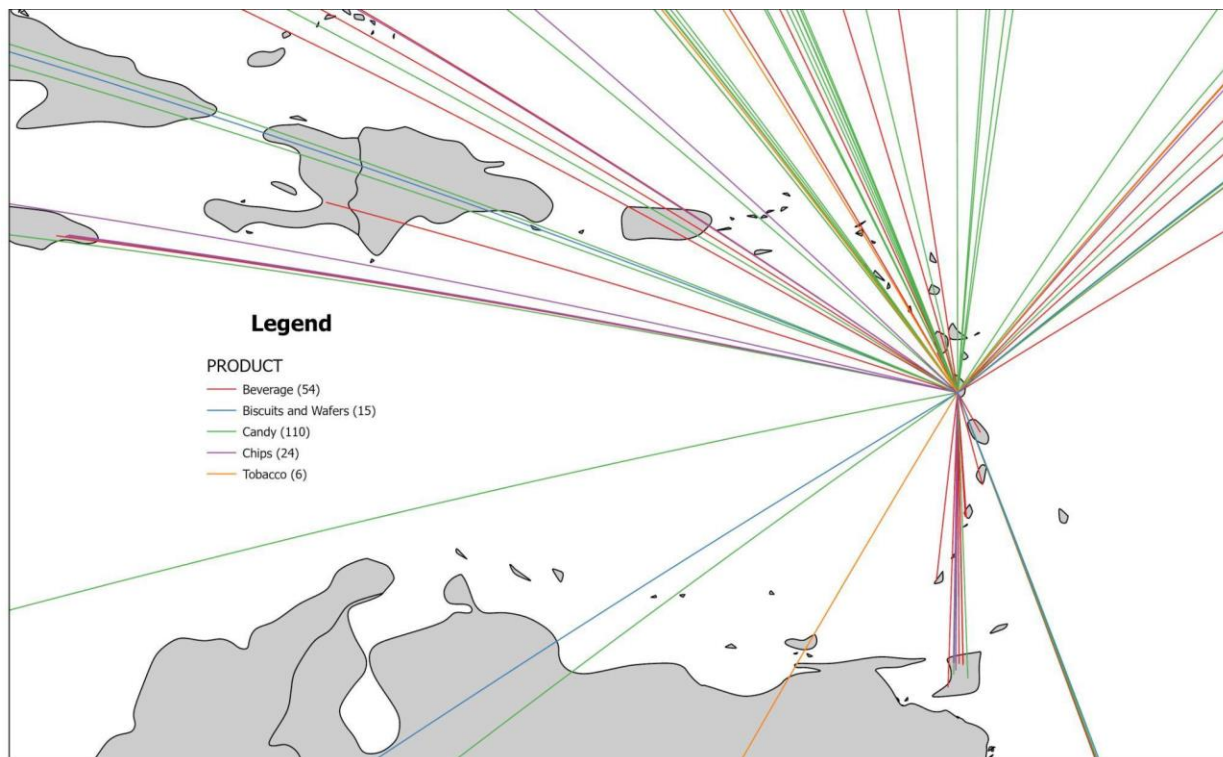 Legend
PRODUCT
Beverage (54)
Biscuits and Wafers (15)
Candy (110)
Chips (24)
Tobacco (6)